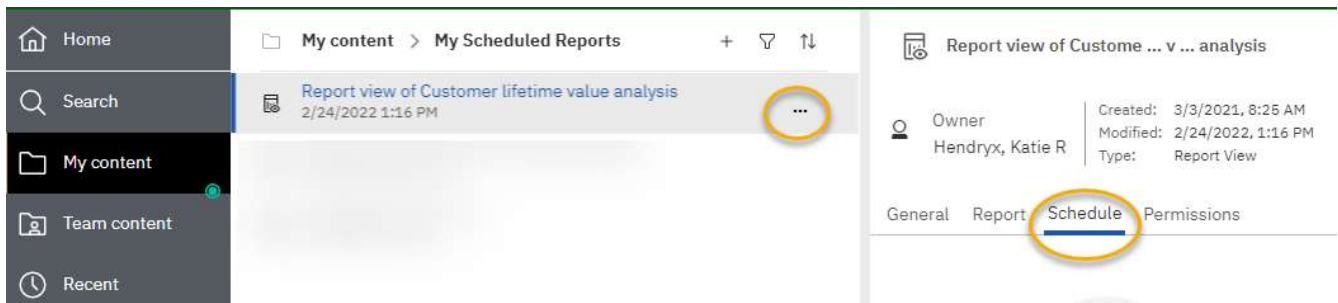 Home
Search
My content
Team content
Recent
My content > My Scheduled Reports
Report view of Customer lifetime value analysis
2/24/2022 1:16 PM
...
Report view of Custome ... v ... analysis
Owner
Hendryx, Katie R
Created: 3/3/2021, 8:25 AM
Modified: 2/24/2022, 1:16 PM
Type: Report View
General Report Schedule Permissions